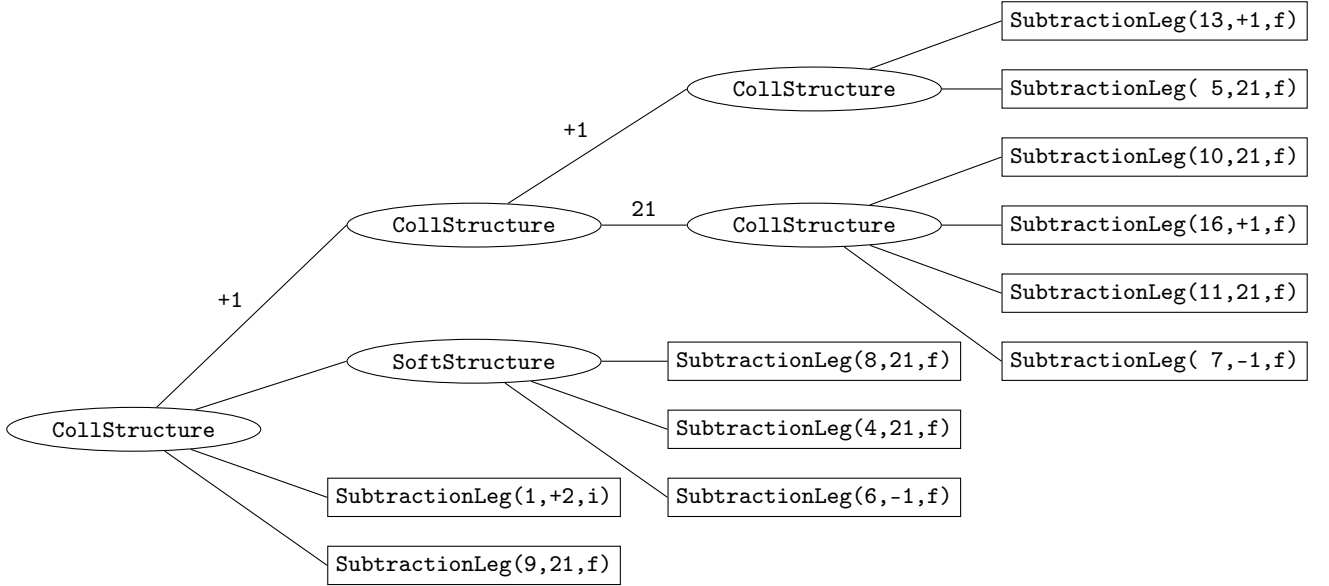 SubtractionLeg(13,+1,f)
CollStructure
SubtractionLeg( 5,21,f)
+1
SubtractionLeg(10,21,f)
CollStructure
21
CollStructure
SubtractionLeg(16,+1,f)
SubtractionLeg(11,21,f)
+1
SubtractionLeg( 7,-1,f)
SoftStructure
SubtractionLeg(8,21,f)
CollStructure
SubtractionLeg(4,21,f)
SubtractionLeg(1,+2,i)
SubtractionLeg(6,-1,f)
SubtractionLeg(9,21,f)